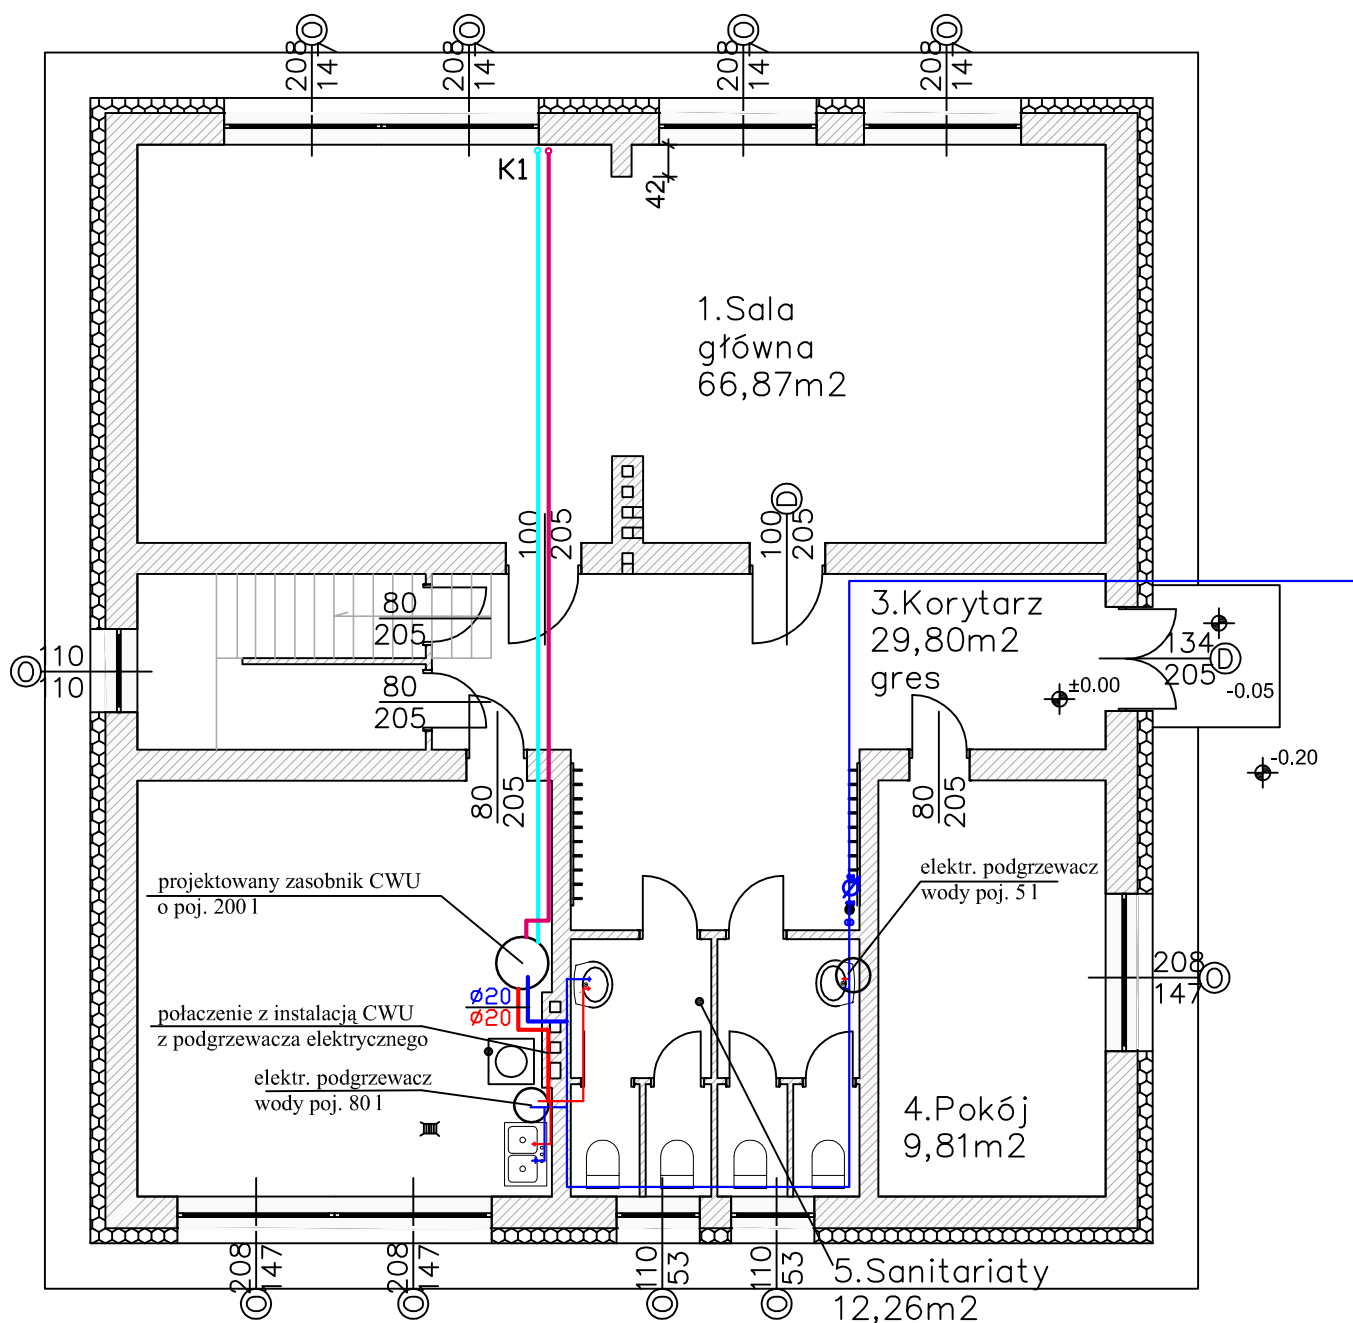 O O O O
208 208 208 208
14 14 14 14
K1
42
1.Sala
główna
66,87m2
D
100 100
205 205
3.Korytarz
29,80m2
gres
80
205
80
205
O 110
110
134
205 D
±0.00
-0.05
-0.20
80
205
80
205
projektowany zasobnik CWU
o poj. 200 l
elektr. podgrzewacz
wody poj. 5 l
208 O
147
ø20
ø20
połaczenie z instalacją CWU
z podgrzewacza elektrycznego
elektr. podgrzewacz
wody poj. 80 l
4.Pokój
9,81m2
208 208 110 110
147 147 53 53
O O O O
5.Sanitariaty
12,26m2